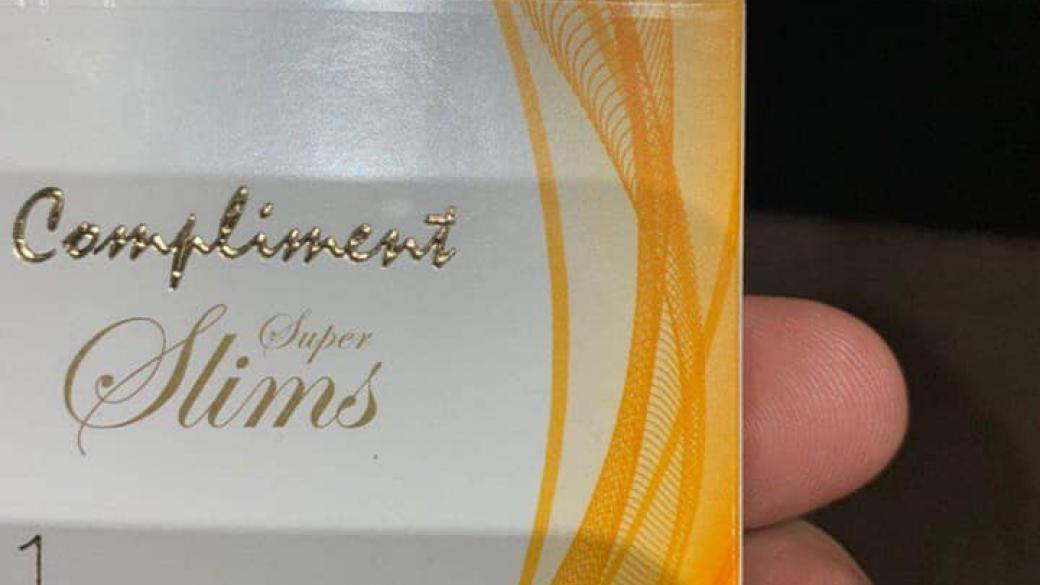 Compliment
Super
Slims
1